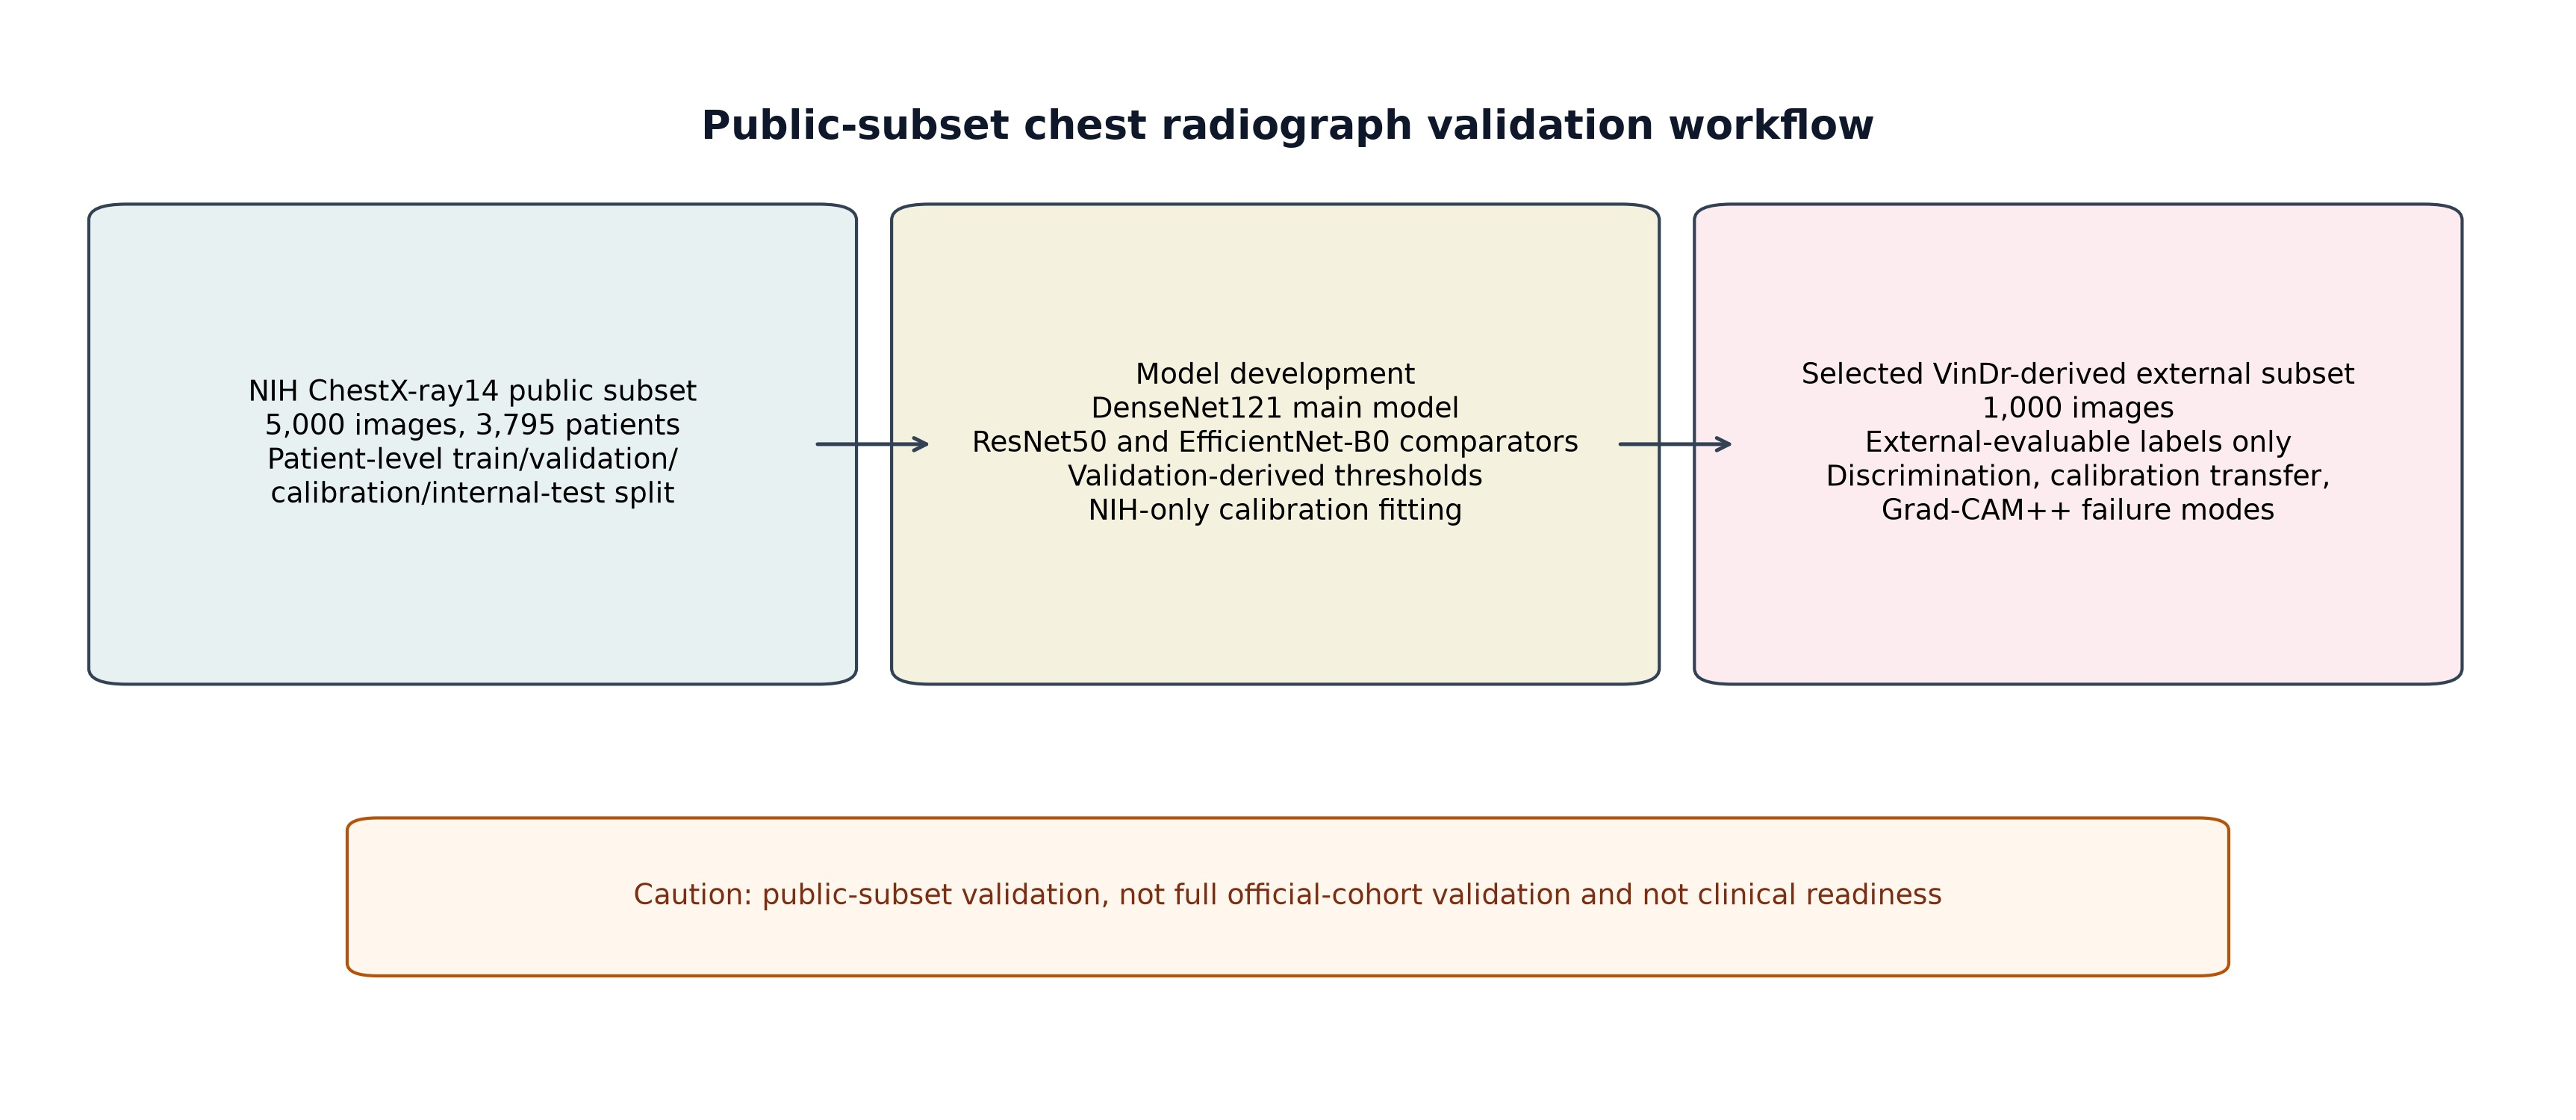 Public-subset chest radiograph validation workflow
NIH ChestX-ray14 public subset
5,000 images, 3,795 patients
Patient-level train/validation/
calibration/internal-test split
Model development
DenseNet121 main model
ResNet50 and EfficientNet-B0 comparators
Validation-derived thresholds
NIH-only calibration fitting
Selected VinDr-derived external subset
1,000 images
External-evaluable labels only
Discrimination, calibration transfer,
Grad-CAM++ failure modes
Caution: public-subset validation, not full official-cohort validation and not clinical readiness